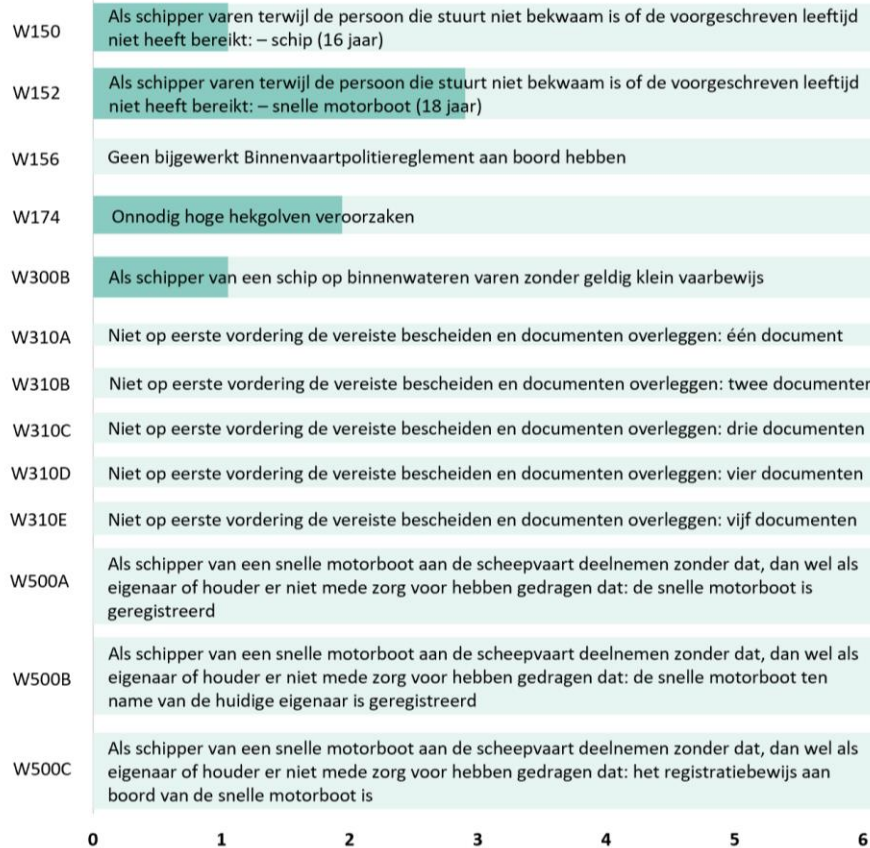 W150
Als schipper varen terwijl de persoon die stuurt niet bekwaam is of de voorgeschreven leeftijd
niet heeft bereikt: – schip (16 jaar)
W152
Als schipper varen terwijl de persoon die stuurt niet bekwaam is of de voorgeschreven leeftijd
niet heeft bereikt: – snelle motorboot (18 jaar)
W156
Geen bijgewerkt Binnenvaartpolitiereglement aan boord hebben
W174
Onnodig hoge hekgolven veroorzaken
W300B
Als schipper van een schip op binnenwateren varen zonder geldig klein vaarbewijs
W310A
Niet op eerste vordering de vereiste bescheiden en documenten overleggen: één document
W310B
Niet op eerste vordering de vereiste bescheiden en documenten overleggen: twee documenten
W310C
Niet op eerste vordering de vereiste bescheiden en documenten overleggen: drie documenten
W310D
Niet op eerste vordering de vereiste bescheiden en documenten overleggen: vier documenten
W310E
Niet op eerste vordering de vereiste bescheiden en documenten overleggen: vijf documenten
W500A
Als schipper van een snelle motorboot aan de scheepvaart deelnemen zonder dat, dan wel als
eigenaar of houder er niet mede zorg voor hebben gedragen dat: de snelle motorboot is
geregistreerd
W500B
Als schipper van een snelle motorboot aan de scheepvaart deelnemen zonder dat, dan wel als
eigenaar of houder er niet mede zorg voor hebben gedragen dat: de snelle motorboot ten
name van de huidige eigenaar is geregistreerd
W500C
Als schipper van een snelle motorboot aan de scheepvaart deelnemen zonder dat, dan wel als
eigenaar of houder er niet mede zorg voor hebben gedragen dat: het registratiebewijs aan
boord van de snelle motorboot is
0 1 2 3 4 5 6